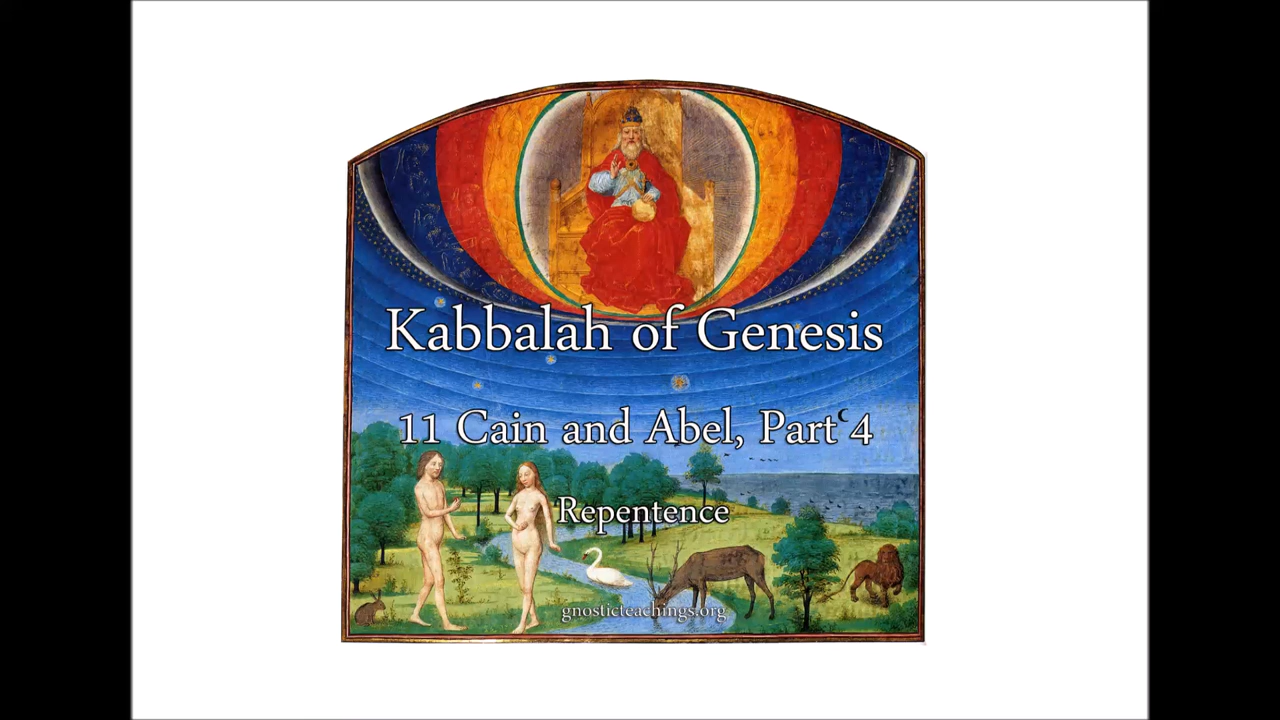 Kabbalah of Genesis
11 Cain and Abel, Part 4
Repentence
gnosticteachings.org